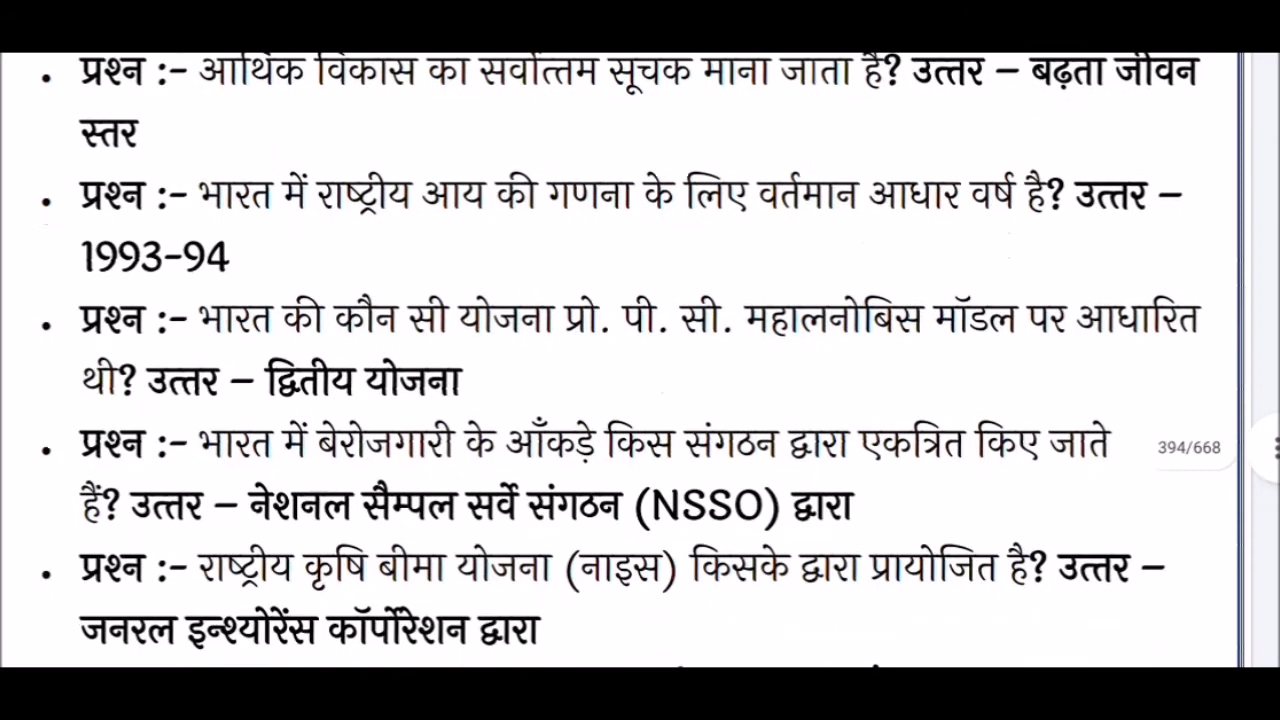 • प्रश्न :- आर्थिक विकास का सर्वोत्तम सूचक माना जाता है? उत्तर – बढ़ता जीवन
स्तर
• प्रश्न :- भारत में राष्ट्रीय आय की गणना के लिए वर्तमान आधार वर्ष है? उत्तर –
1993-94
• प्रश्न :- भारत की कौन सी योजना प्रो. पी. सी. महालनोबिस मॉडल पर आधारित
थी? उत्तर – द्वितीय योजना
• प्रश्न :- भारत में बेरोजगारी के आँकड़े किस संगठन द्वारा एकत्रित किए जाते
394/668
हैं? उत्तर – नेशनल सैम्पल सर्वे संगठन (NSSO) द्वारा
• प्रश्न :- राष्ट्रीय कृषि बीमा योजना (नाइस) किसके द्वारा प्रायोजित है? उत्तर –
जनरल इन्श्योरेंस कॉर्पोरेशन द्वारा